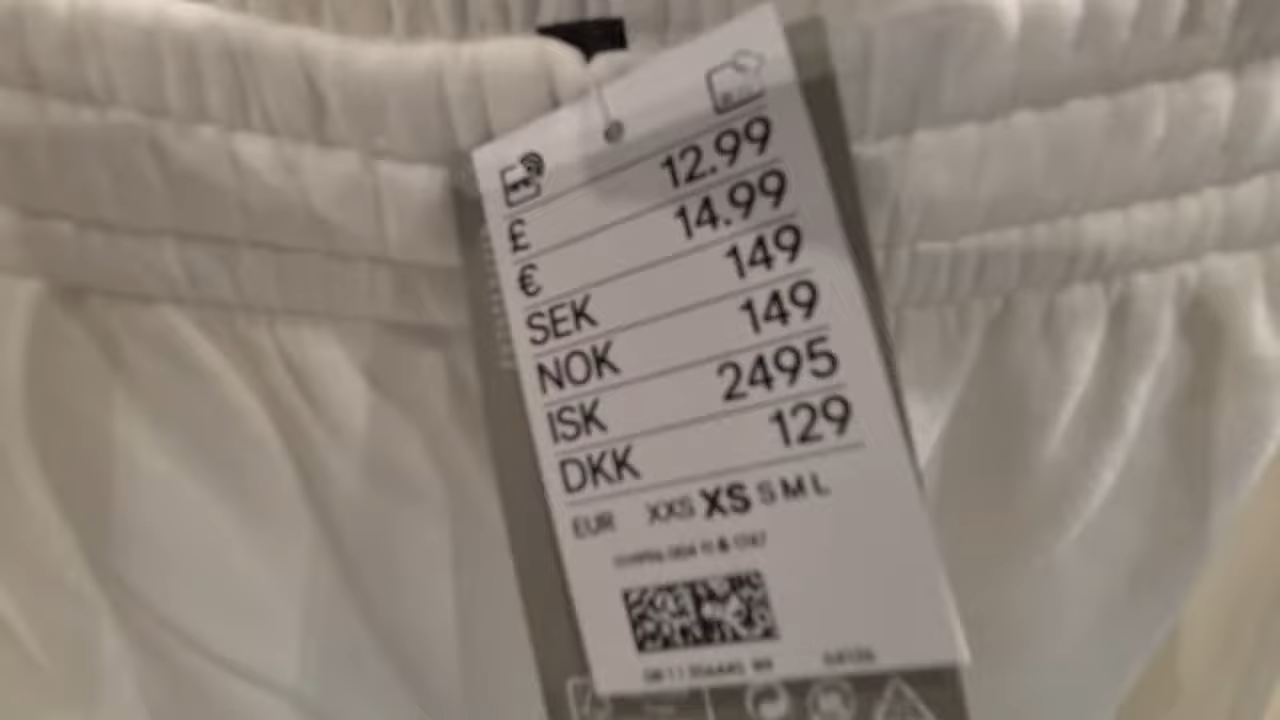 £ 12.99
€ 14.99
SEK 149
NOK 149
ISK 2495
DKK 129
EUR XXS XS S M L